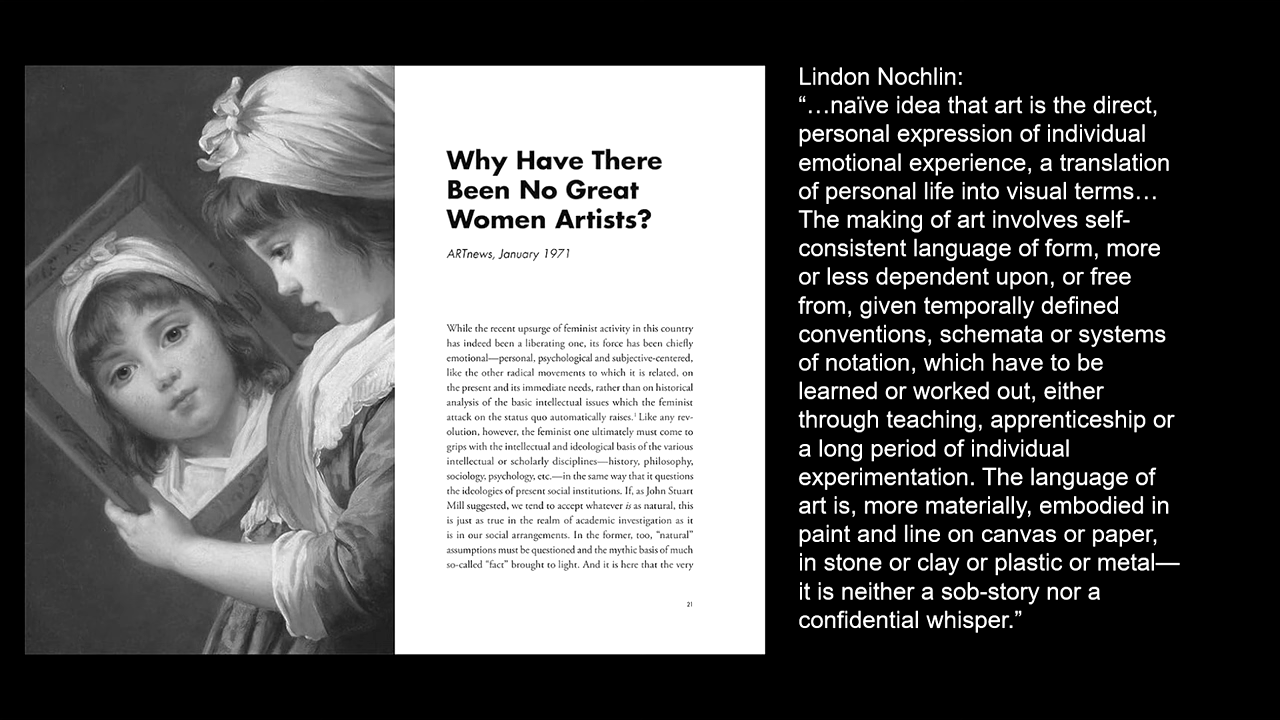 Why Have There
Been No Great
Women Artists?
ARTnews, January 1971
While the recent upsurge of feminist activity in this country
has indeed been a liberating one, its force has been chiefly
emotional—personal, psychological and subjective-centered,
like the other radical movements to which it is related, on
the present and its immediate needs, rather than on historical
analysis of the basic intellectual issues which the feminist
attack on the status quo automatically raises.¹ Like any rev-
olution, however, the feminist one ultimately must come to
grips with the intellectual and ideological basis of the various
intellectual or scholarly disciplines—history, philosophy,
sociology, psychology, etc.—in the same way that it questions
the ideologies of present social institutions. If, as John Stuart
Mill suggested, we tend to accept whatever is as natural, this
is just as true in the realm of academic investigation as it
is in our social arrangements. In the former, too, "natural"
assumptions must be questioned and the mythic basis of much
so-called "fact" brought to light. And it is here that the very
21
Lindon Nochlin:
“…naïve idea that art is the direct,
personal expression of individual
emotional experience, a translation
of personal life into visual terms…
The making of art involves self-
consistent language of form, more
or less dependent upon, or free
from, given temporally defined
conventions, schemata or systems
of notation, which have to be
learned or worked out, either
through teaching, apprenticeship or
a long period of individual
experimentation. The language of
art is, more materially, embodied in
paint and line on canvas or paper,
in stone or clay or plastic or metal—
it is neither a sob-story nor a
confidential whisper.”